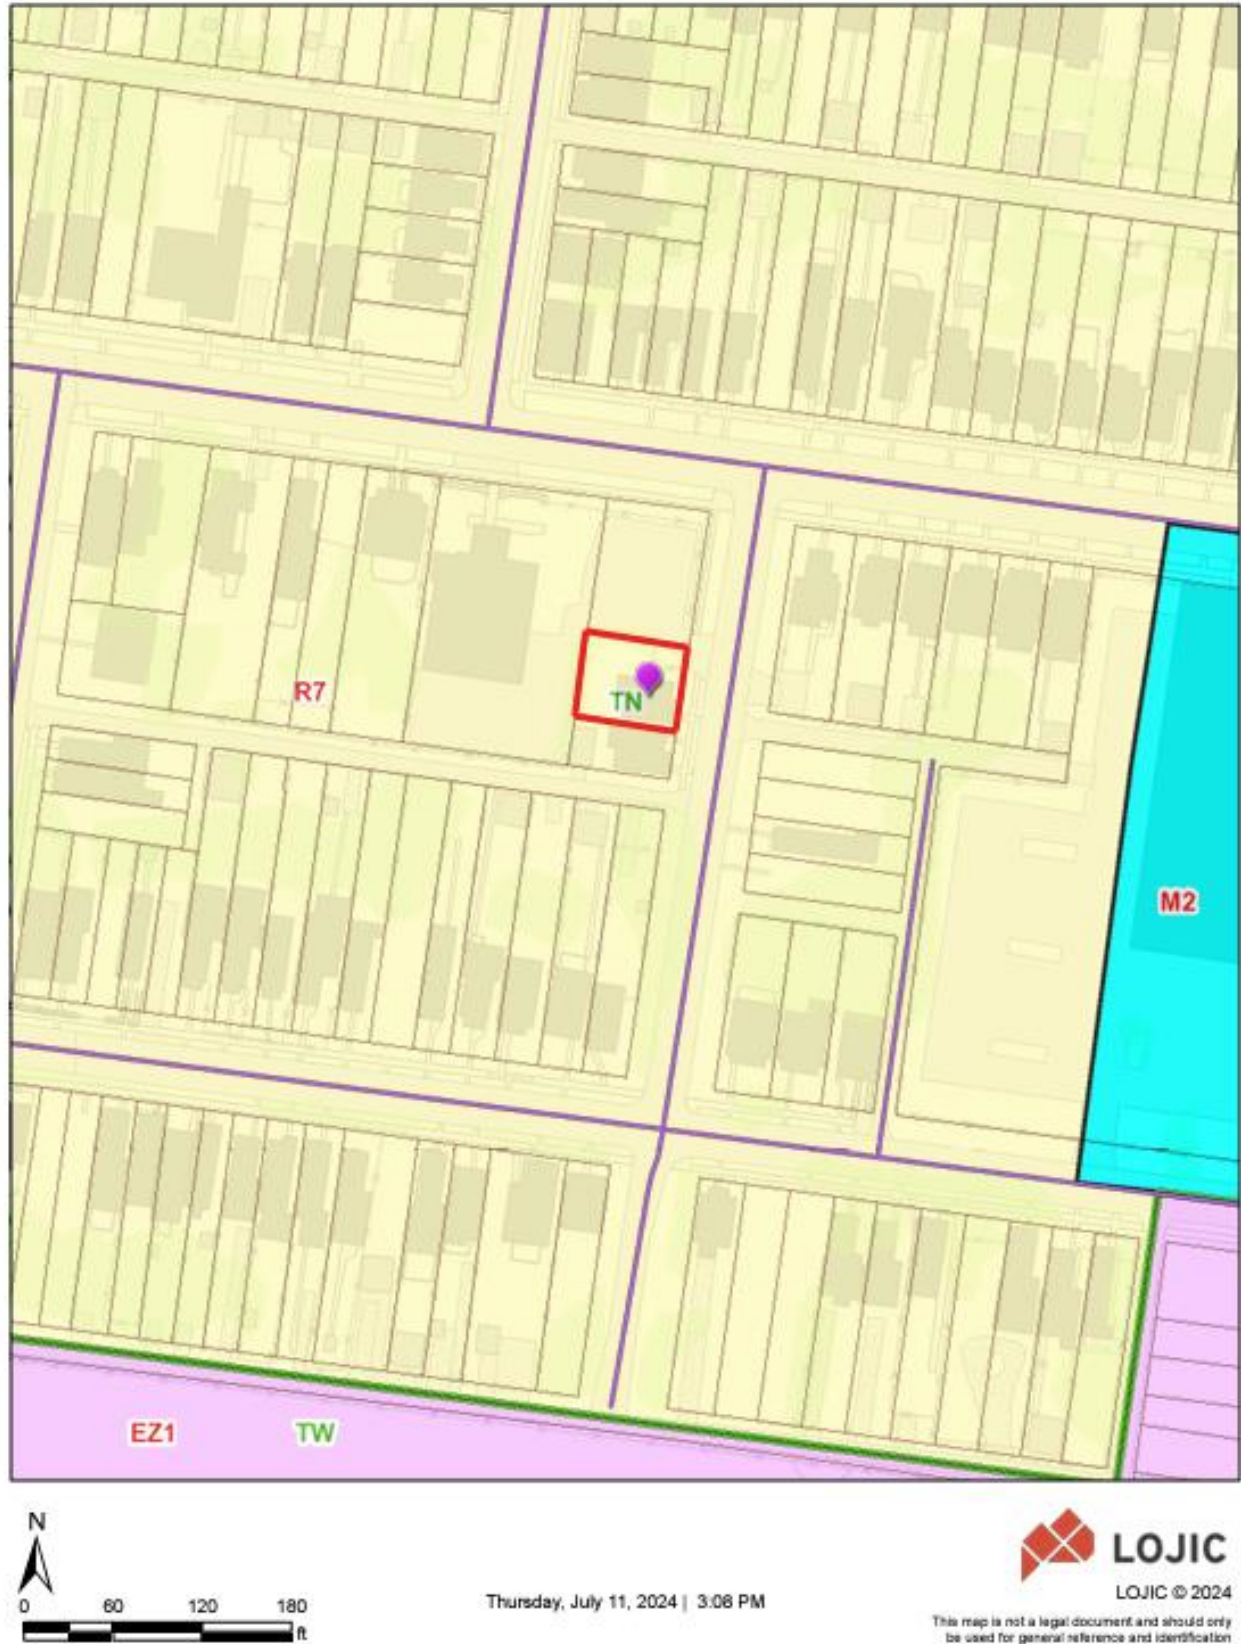 TN
R7
M2
EZ1
TW
N
0 60 120 180
ft
Thursday, July 11, 2024 | 3:08 PM
LOJIC
LOJIC © 2024
This map is not a legal document and should only
be used for general reference and identification